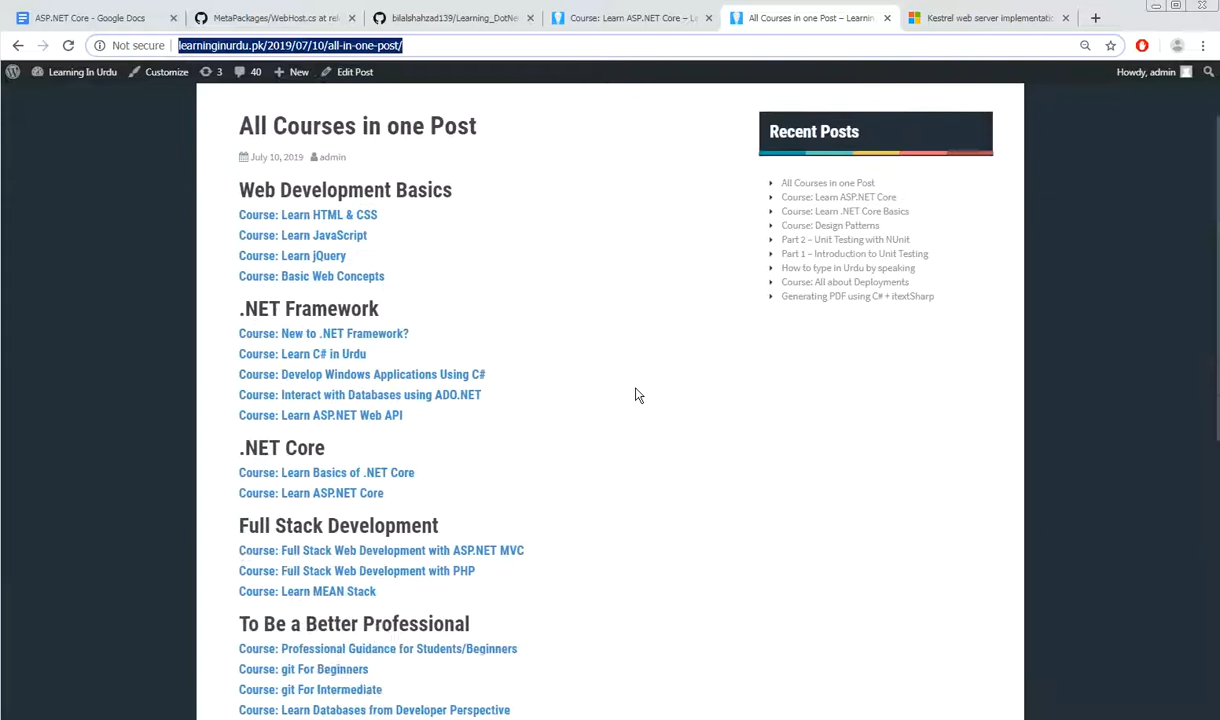 ASP.NET Core - Google Docs
MetaPackages/WebHost.cs at rele
bilalshahzad139/Learning_DotNe
Course: Learn ASP.NET Core – Le
All Courses in one Post – Learnin
Kestrel web server implementatio
Not secure
learninginurdu.pk/2019/07/10/all-in-one-post/
Learning In Urdu
Customize
3
40
New
Edit Post
Howdy, admin
All Courses in one Post
July 10, 2019 admin
Web Development Basics
Course: Learn HTML & CSS
Course: Learn JavaScript
Course: Learn jQuery
Course: Basic Web Concepts
.NET Framework
Course: New to .NET Framework?
Course: Learn C# in Urdu
Course: Develop Windows Applications Using C#
Course: Interact with Databases using ADO.NET
Course: Learn ASP.NET Web API
.NET Core
Course: Learn Basics of .NET Core
Course: Learn ASP.NET Core
Full Stack Development
Course: Full Stack Web Development with ASP.NET MVC
Course: Full Stack Web Development with PHP
Course: Learn MEAN Stack
To Be a Better Professional
Course: Professional Guidance for Students/Beginners
Course: git For Beginners
Course: git For Intermediate
Course: Learn Databases from Developer Perspective
Recent Posts
All Courses in one Post
Course: Learn ASP.NET Core
Course: Learn .NET Core Basics
Course: Design Patterns
Part 2 – Unit Testing with NUnit
Part 1 – Introduction to Unit Testing
How to type in Urdu by speaking
Course: All about Deployments
Generating PDF using C# + itextSharp